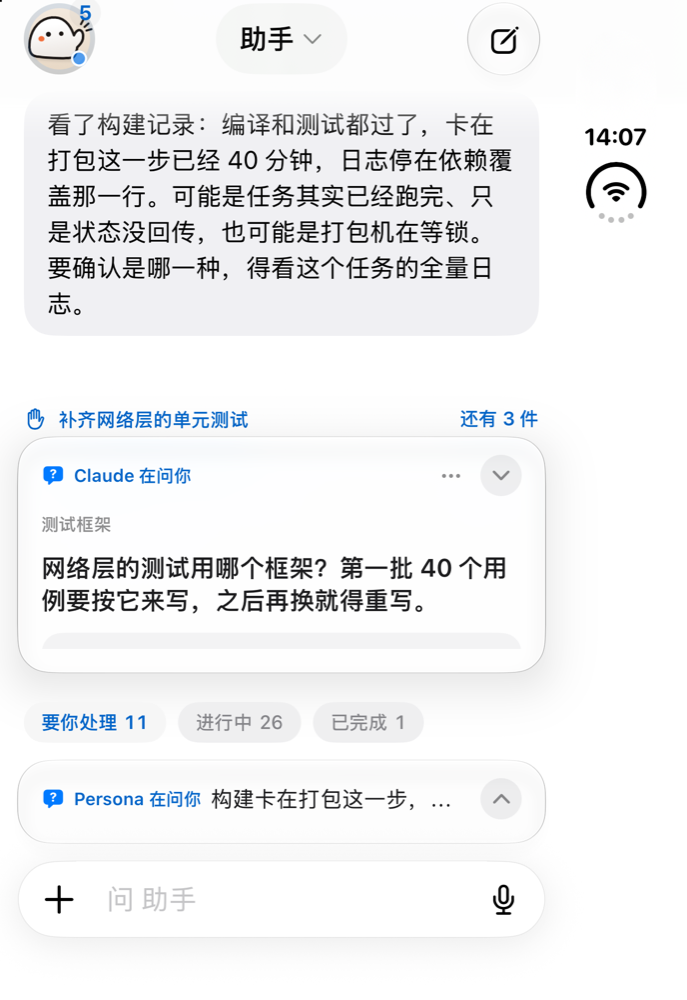 5
助手
14:07
看了构建记录：编译和测试都过了，卡在
打包这一步已经 40 分钟，日志停在依赖覆
盖那一行。可能是任务其实已经跑完、只
是状态没回传，也可能是打包机在等锁。
要确认是哪一种，得看这个任务的全量日
志。
补齐网络层的单元测试 还有 3 件
Claude 在问你
测试框架
网络层的测试用哪个框架？第一批 40 个用
例要按它来写，之后再换就得重写。
要你处理 11 进行中 26 已完成 1
Persona 在问你 构建卡在打包这一步，…
问 助手